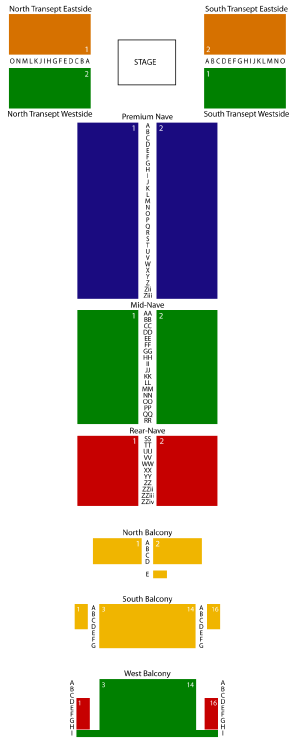 North Transept Eastside
South Transept Eastside
1
2
STAGE
O N M L K J I H G F E D C B A
A B C D E F G H I J K L M N O
2
1
North Transept Westside
South Transept Westside
Premium Nave
1
2
A
B
C
D
E
F
G
H
I
J
K
L
M
N
O
P
Q
R
S
T
U
V
W
X
Y
Z
Zii
Ziii
Mid-Nave
1
2
AA
BB
CC
DD
EE
FF
GG
HH
II
JJ
KK
LL
MM
NN
OO
PP
QQ
RR
Rear-Nave
1
2
SS
TT
UU
VV
WW
XX
YY
ZZ
ZZii
ZZiii
ZZiv
North Balcony
1
2
A
B
C
D
E
South Balcony
1
3
14
16
A
B
C
D
E
F
G
A
B
C
D
E
F
G
West Balcony
3
14
1
16
A
B
C
D
E
F
G
H
I
A
B
C
D
E
F
G
H
I